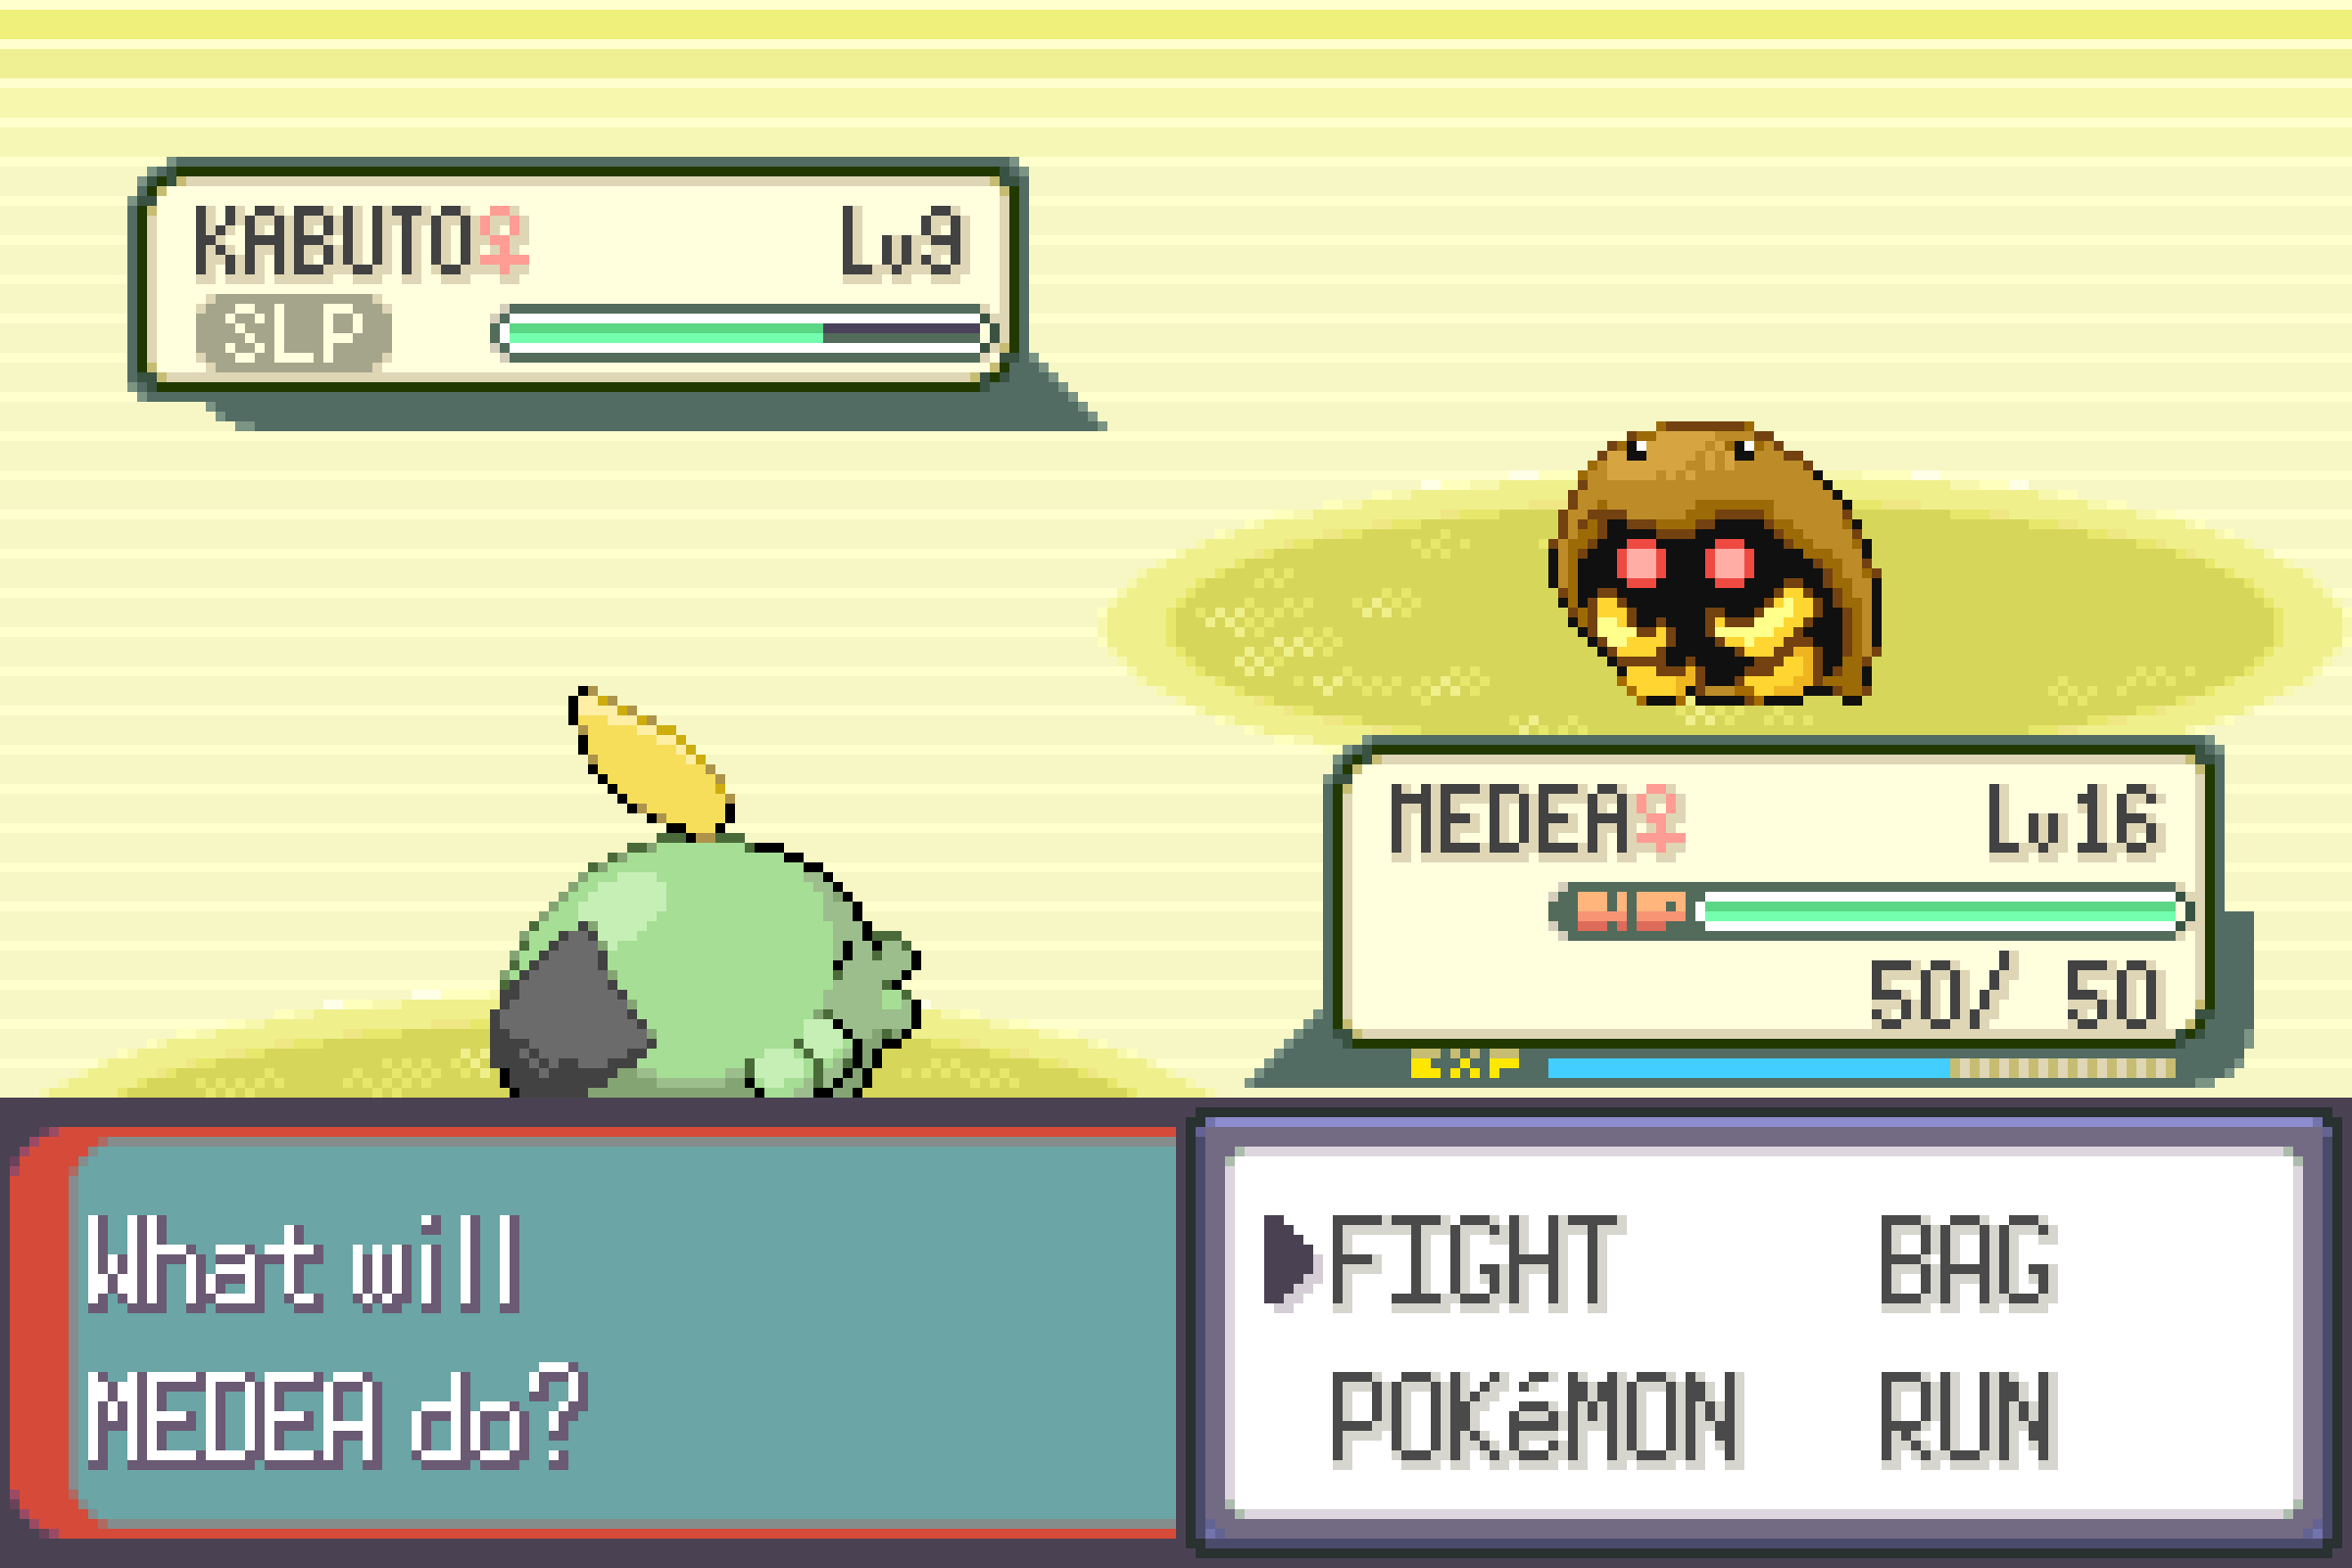 KABUTO♀ Lv9
SLP
MEDEA♀ Lv16
HP
50/ 50
EXP
What will
MEDEA do?
FIGHT BAG
POKéMON RUN